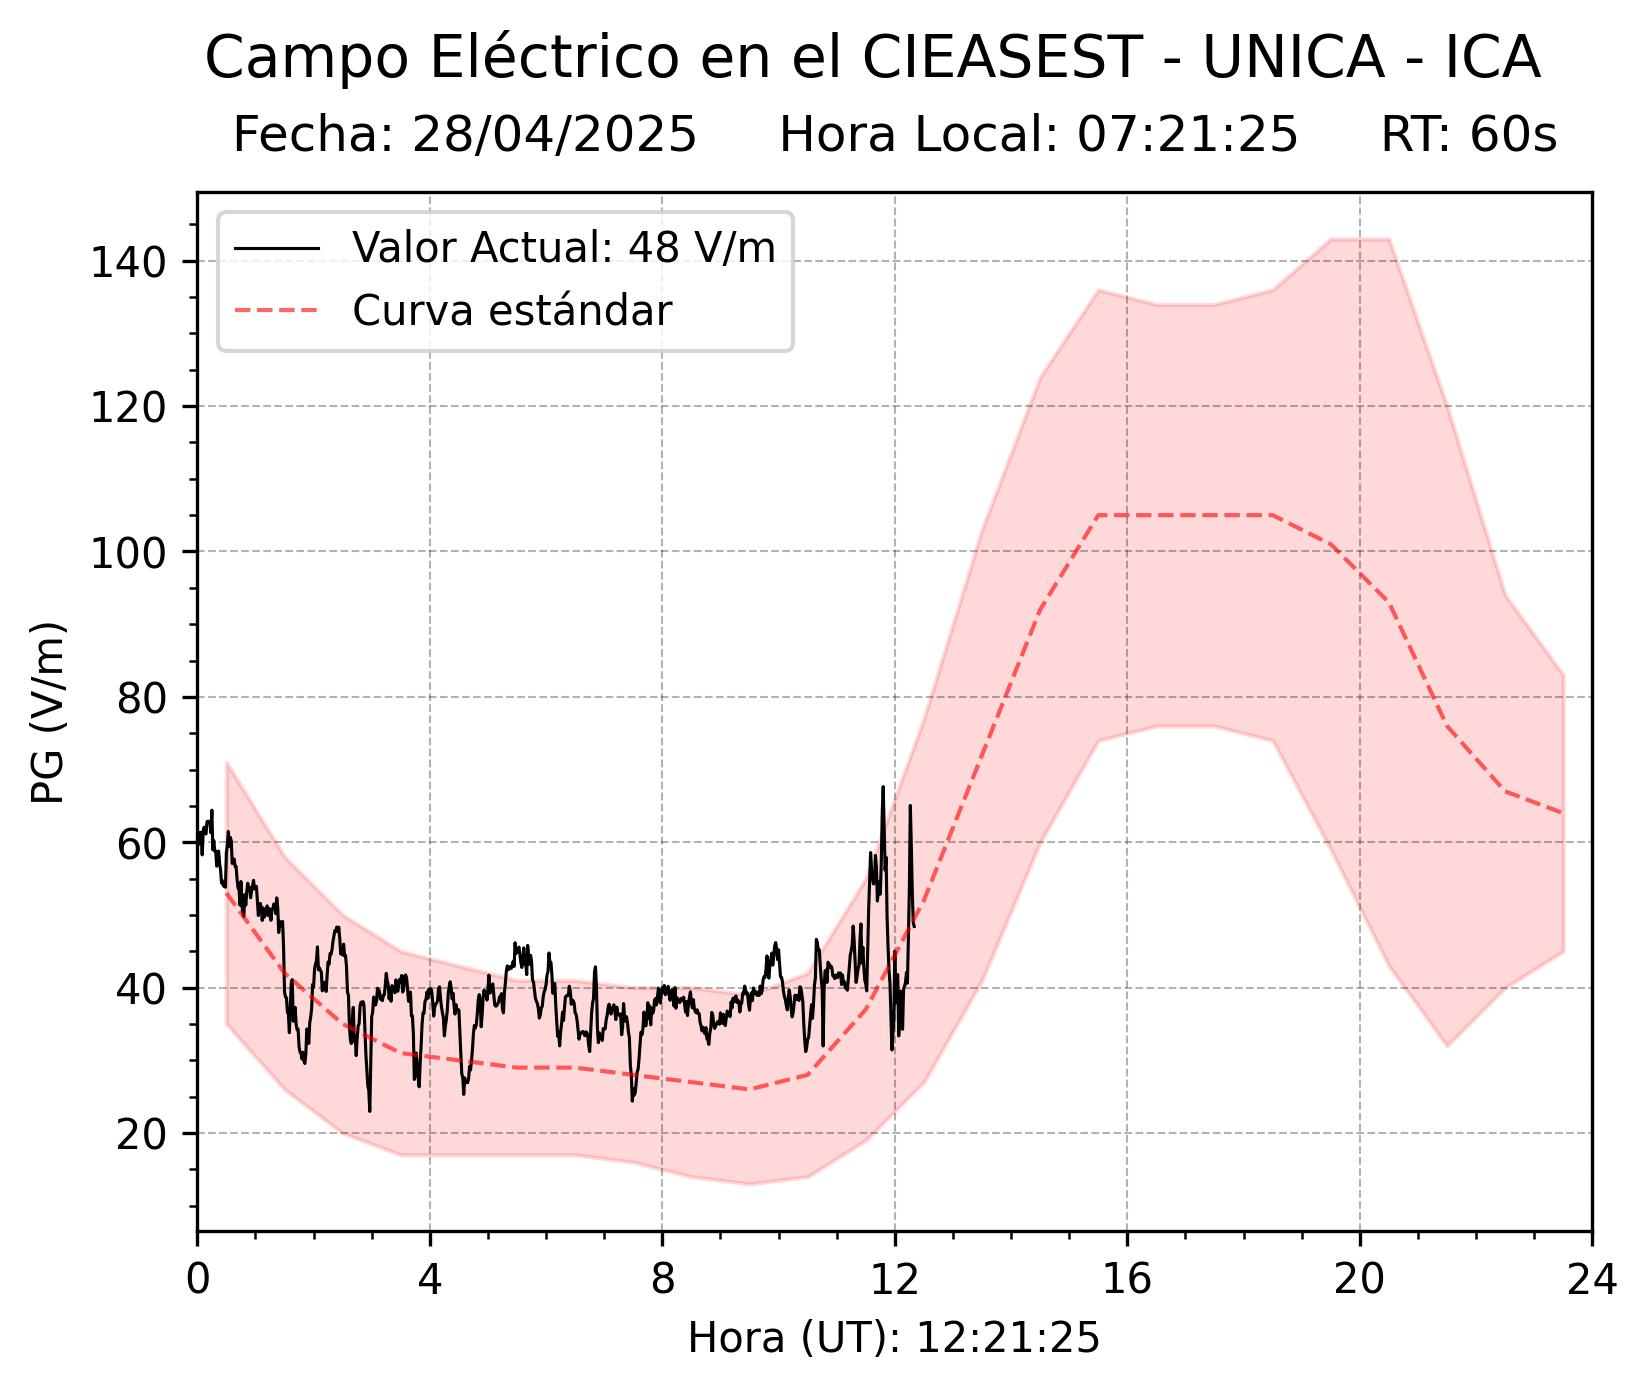 Campo Eléctrico en el CIEASEST - UNICA - ICA
Fecha: 28/04/2025 Hora Local: 07:21:25 RT: 60s
Valor Actual: 48 V/m
Curva estándar
140
120
100
80
60
40
20
PG (V/m)
0 4 8 12 16 20 24
Hora (UT): 12:21:25